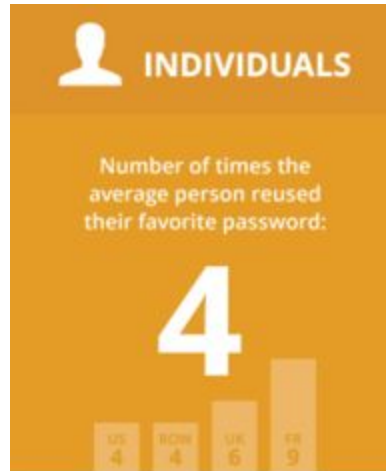 INDIVIDUALS
Number of times the
average person reused
their favorite password:
4
US ROW UK FR
4 4 6 9